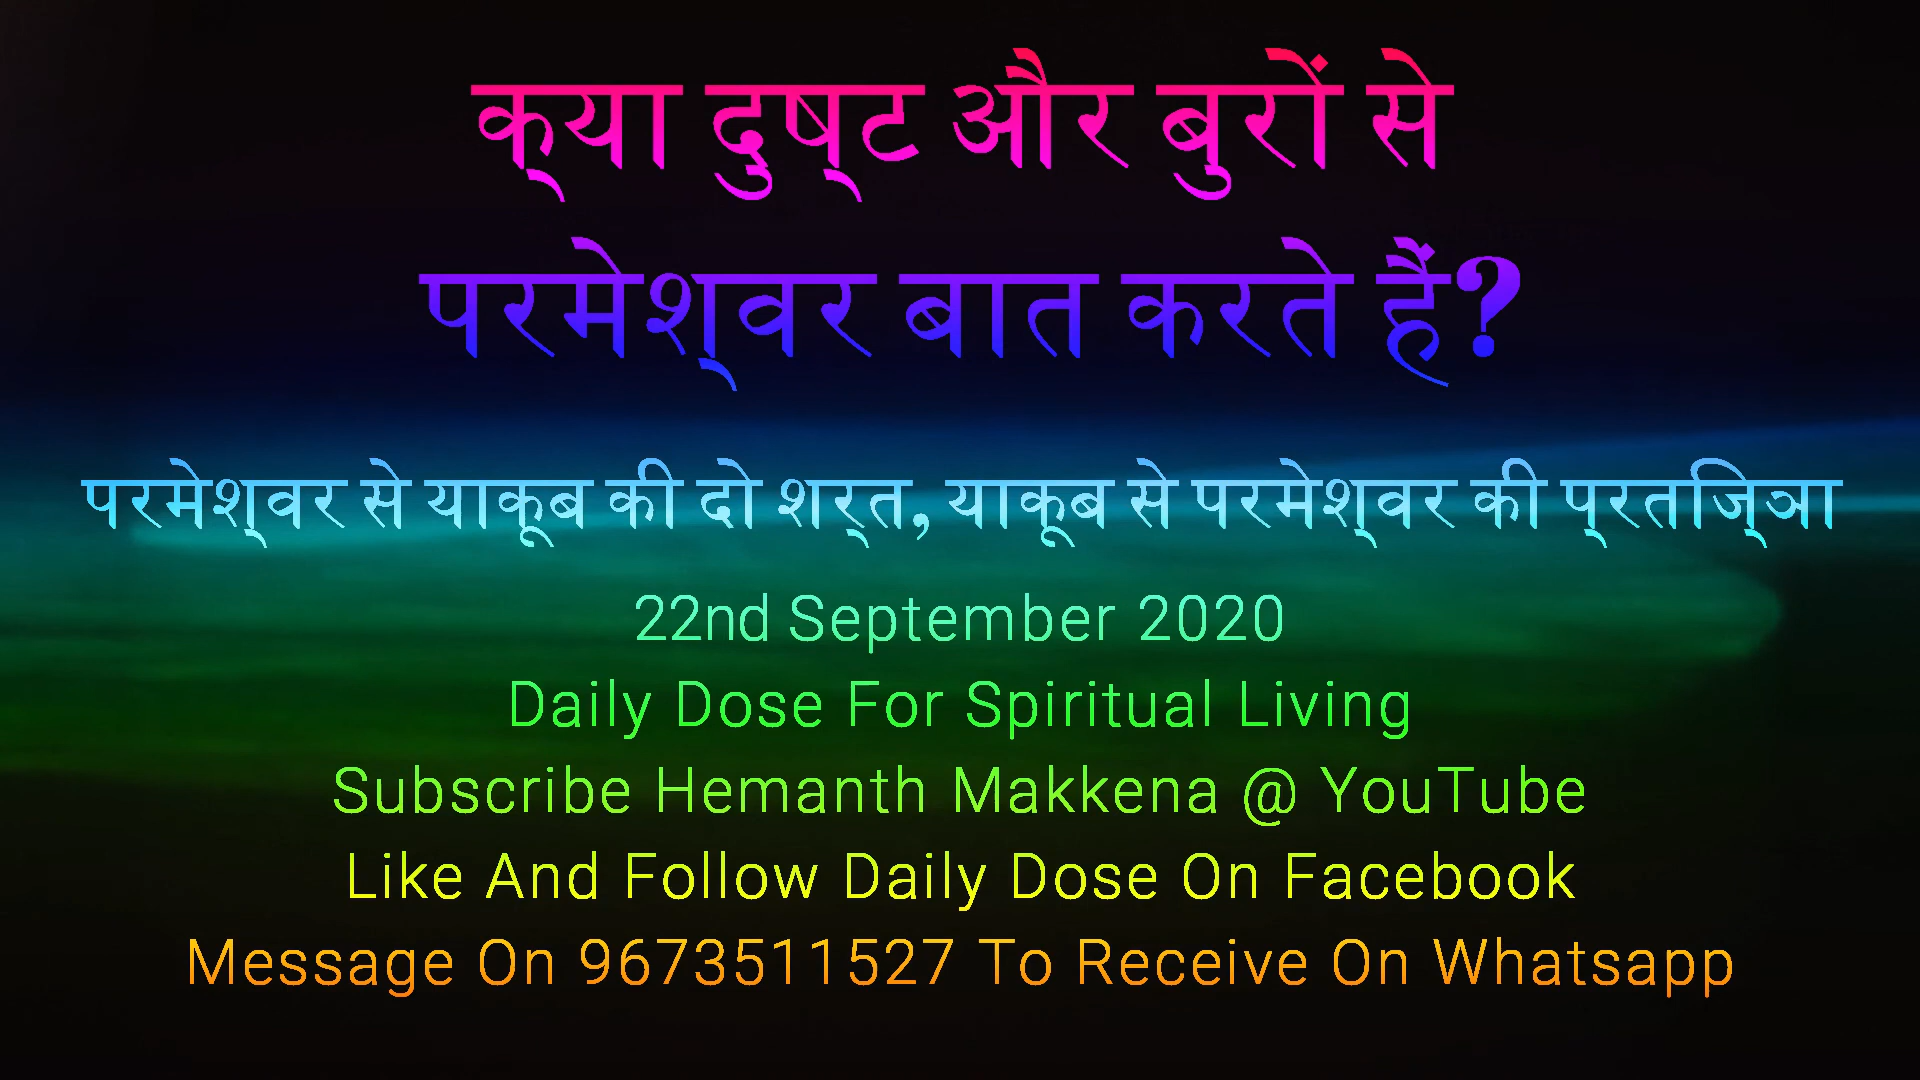 क्या दुष्ट और बुरों से
परमेश्वर बात करते हैं?
परमेश्वर से याकूब की दो शर्त, याकूब से परमेश्वर की प्रतिज्ञा
22nd September 2020
Daily Dose For Spiritual Living
Subscribe Hemanth Makkena @ YouTube
Like And Follow Daily Dose On Facebook
Message On 9673511527 To Receive On Whatsapp